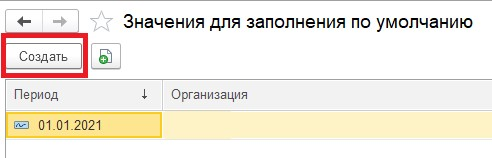 Значения для заполнения по умолчанию
Создать
Период ↓ Организация
01.01.2021